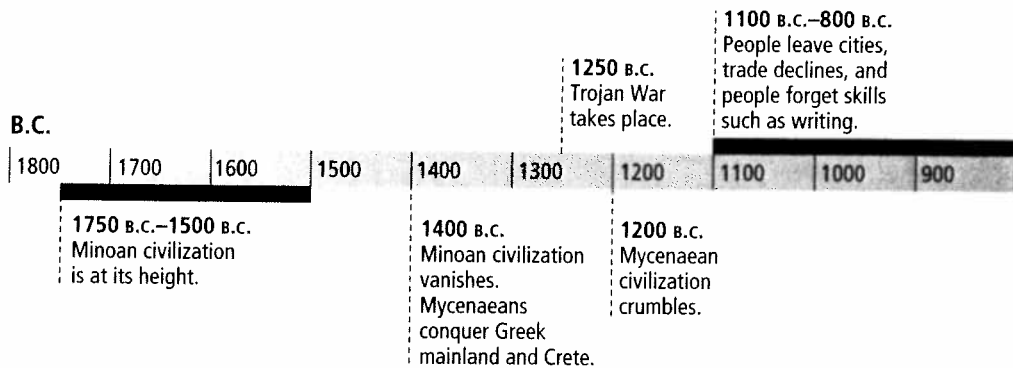 1100 B.C.–800 B.C.
People leave cities,
trade declines, and
people forget skills
such as writing.
1250 B.C.
Trojan War
takes place.
B.C.
1800 1700 1600 1500 1400 1300 1200 1100 1000 900
1750 B.C.–1500 B.C.
Minoan civilization
is at its height.
1400 B.C.
Minoan civilization
vanishes.
Mycenaeans
conquer Greek
mainland and Crete.
1200 B.C.
Mycenaean
civilization
crumbles.